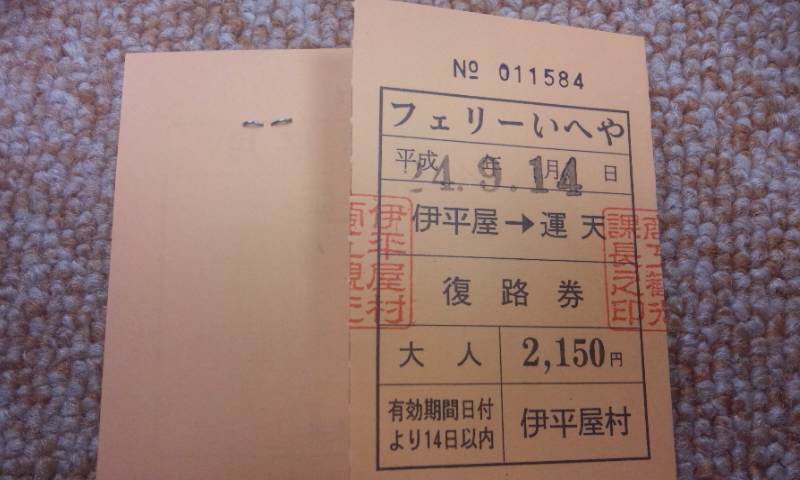 № 011584
フェリーいへや
平成 年 月 日
24.9.14
伊平屋→運天
復路券
大人 2,150円
有効期間日付
より14日以内
伊平屋村
伊平屋村
課長之印